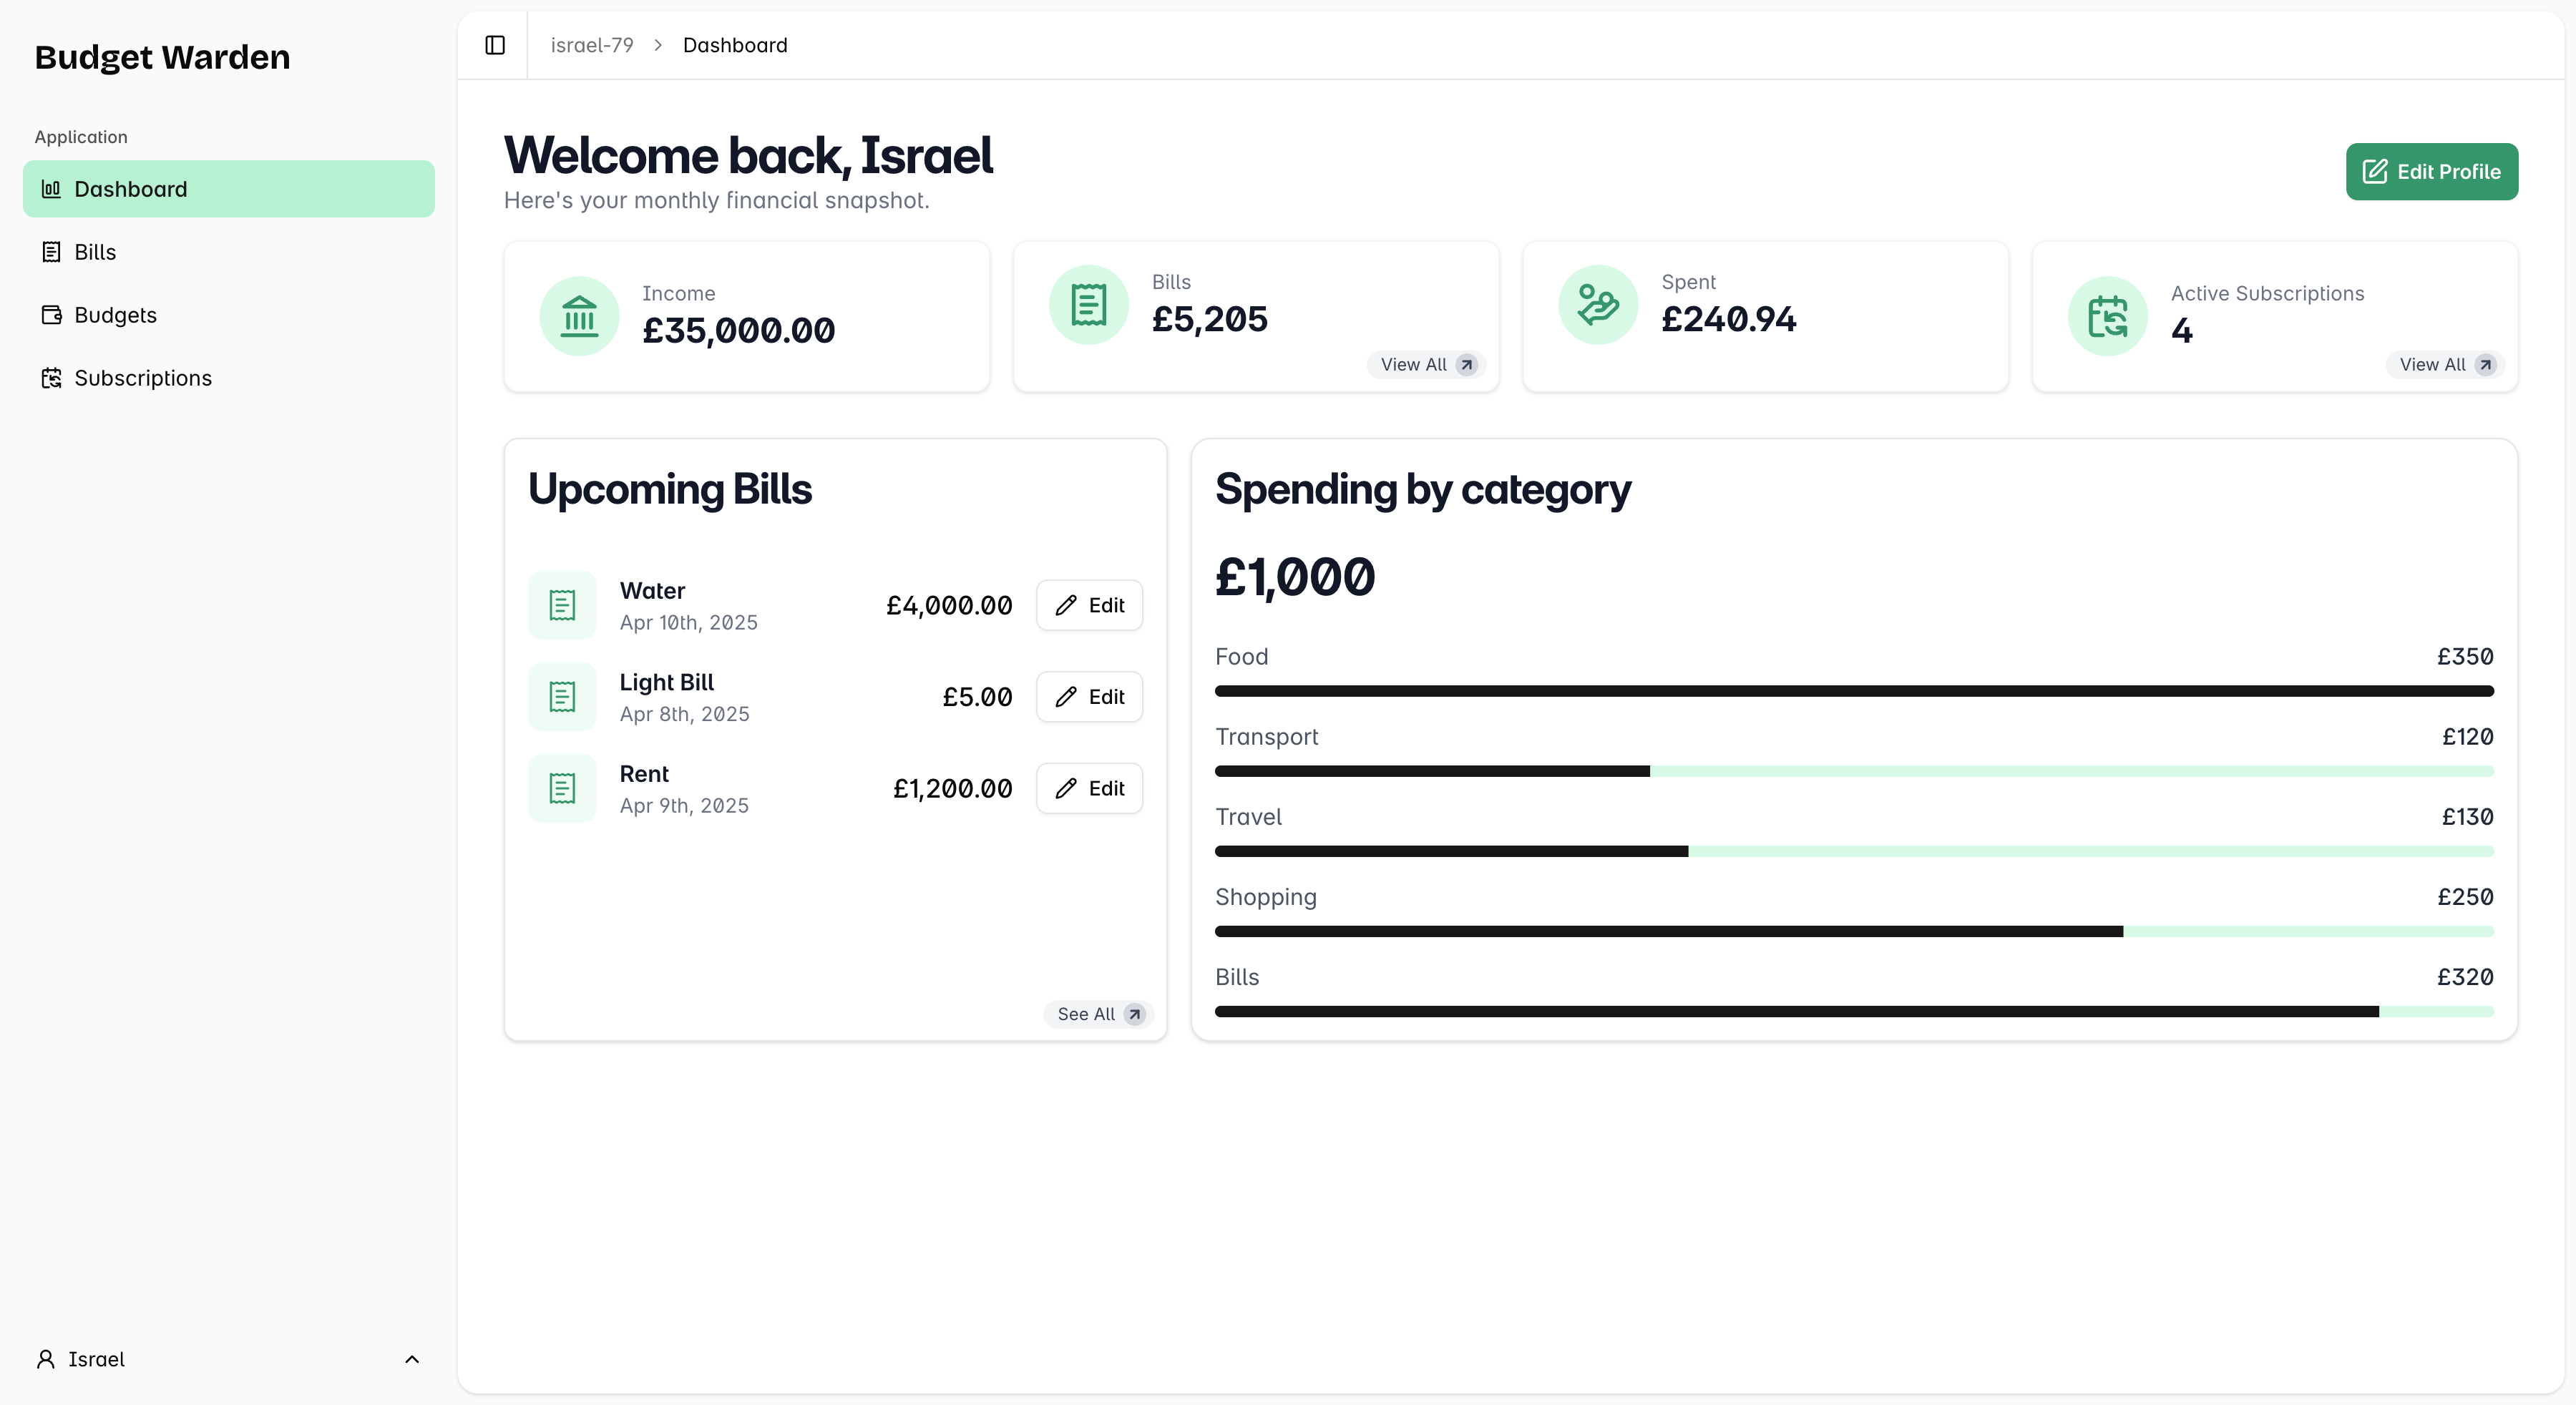 Budget Warden
Application
Dashboard
Bills
Budgets
Subscriptions
Israel
israel-79 > Dashboard
Welcome back, Israel
Here's your monthly financial snapshot.
Edit Profile
Income
£35,000.00
Bills
£5,205
View All
Spent
£240.94
Active Subscriptions
4
View All
Upcoming Bills
Water
Apr 10th, 2025
£4,000.00
Edit
Light Bill
Apr 8th, 2025
£5.00
Edit
Rent
Apr 9th, 2025
£1,200.00
Edit
See All
Spending by category
£1,000
Food £350
Transport £120
Travel £130
Shopping £250
Bills £320